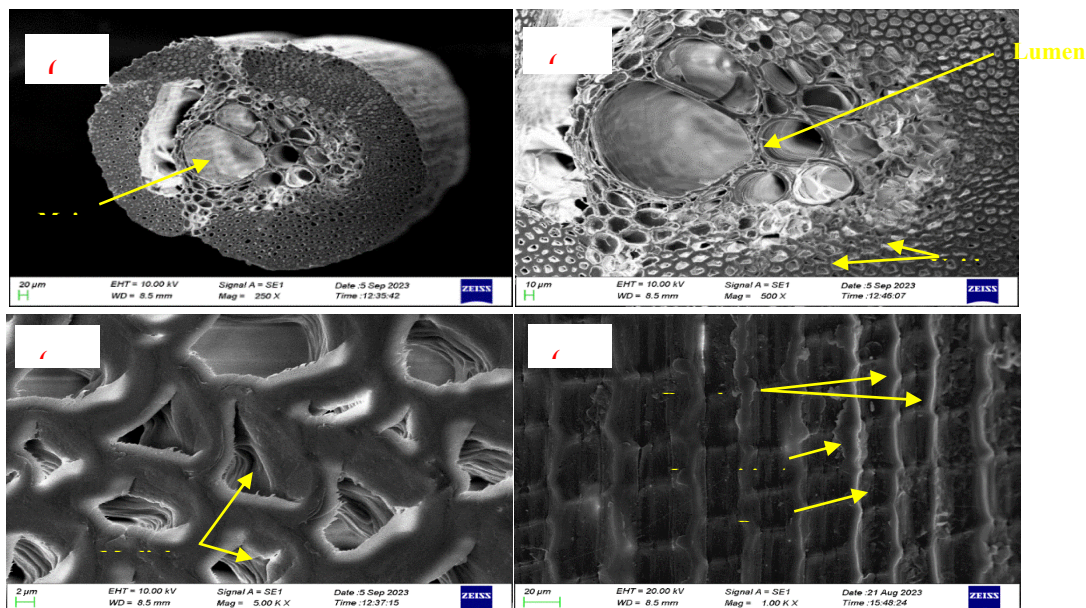 Lumen
20 µm
EHT = 10.00 kV
WD = 8.5 mm
Signal A = SE1
Mag = 250 X
Date :5 Sep 2023
Time :12:35:42
ZEISS
10 µm
EHT = 10.00 kV
WD = 8.5 mm
Signal A = SE1
Mag = 500 X
Date :5 Sep 2023
Time :12:46:07
ZEISS
2 µm
EHT = 10.00 kV
WD = 8.5 mm
Signal A = SE1
Mag = 5.00 K X
Date :5 Sep 2023
Time :12:37:15
ZEISS
20 µm
EHT = 20.00 kV
WD = 8.5 mm
Signal A = SE1
Mag = 1.00 K X
Date :21 Aug 2023
Time :15:48:24
ZEISS